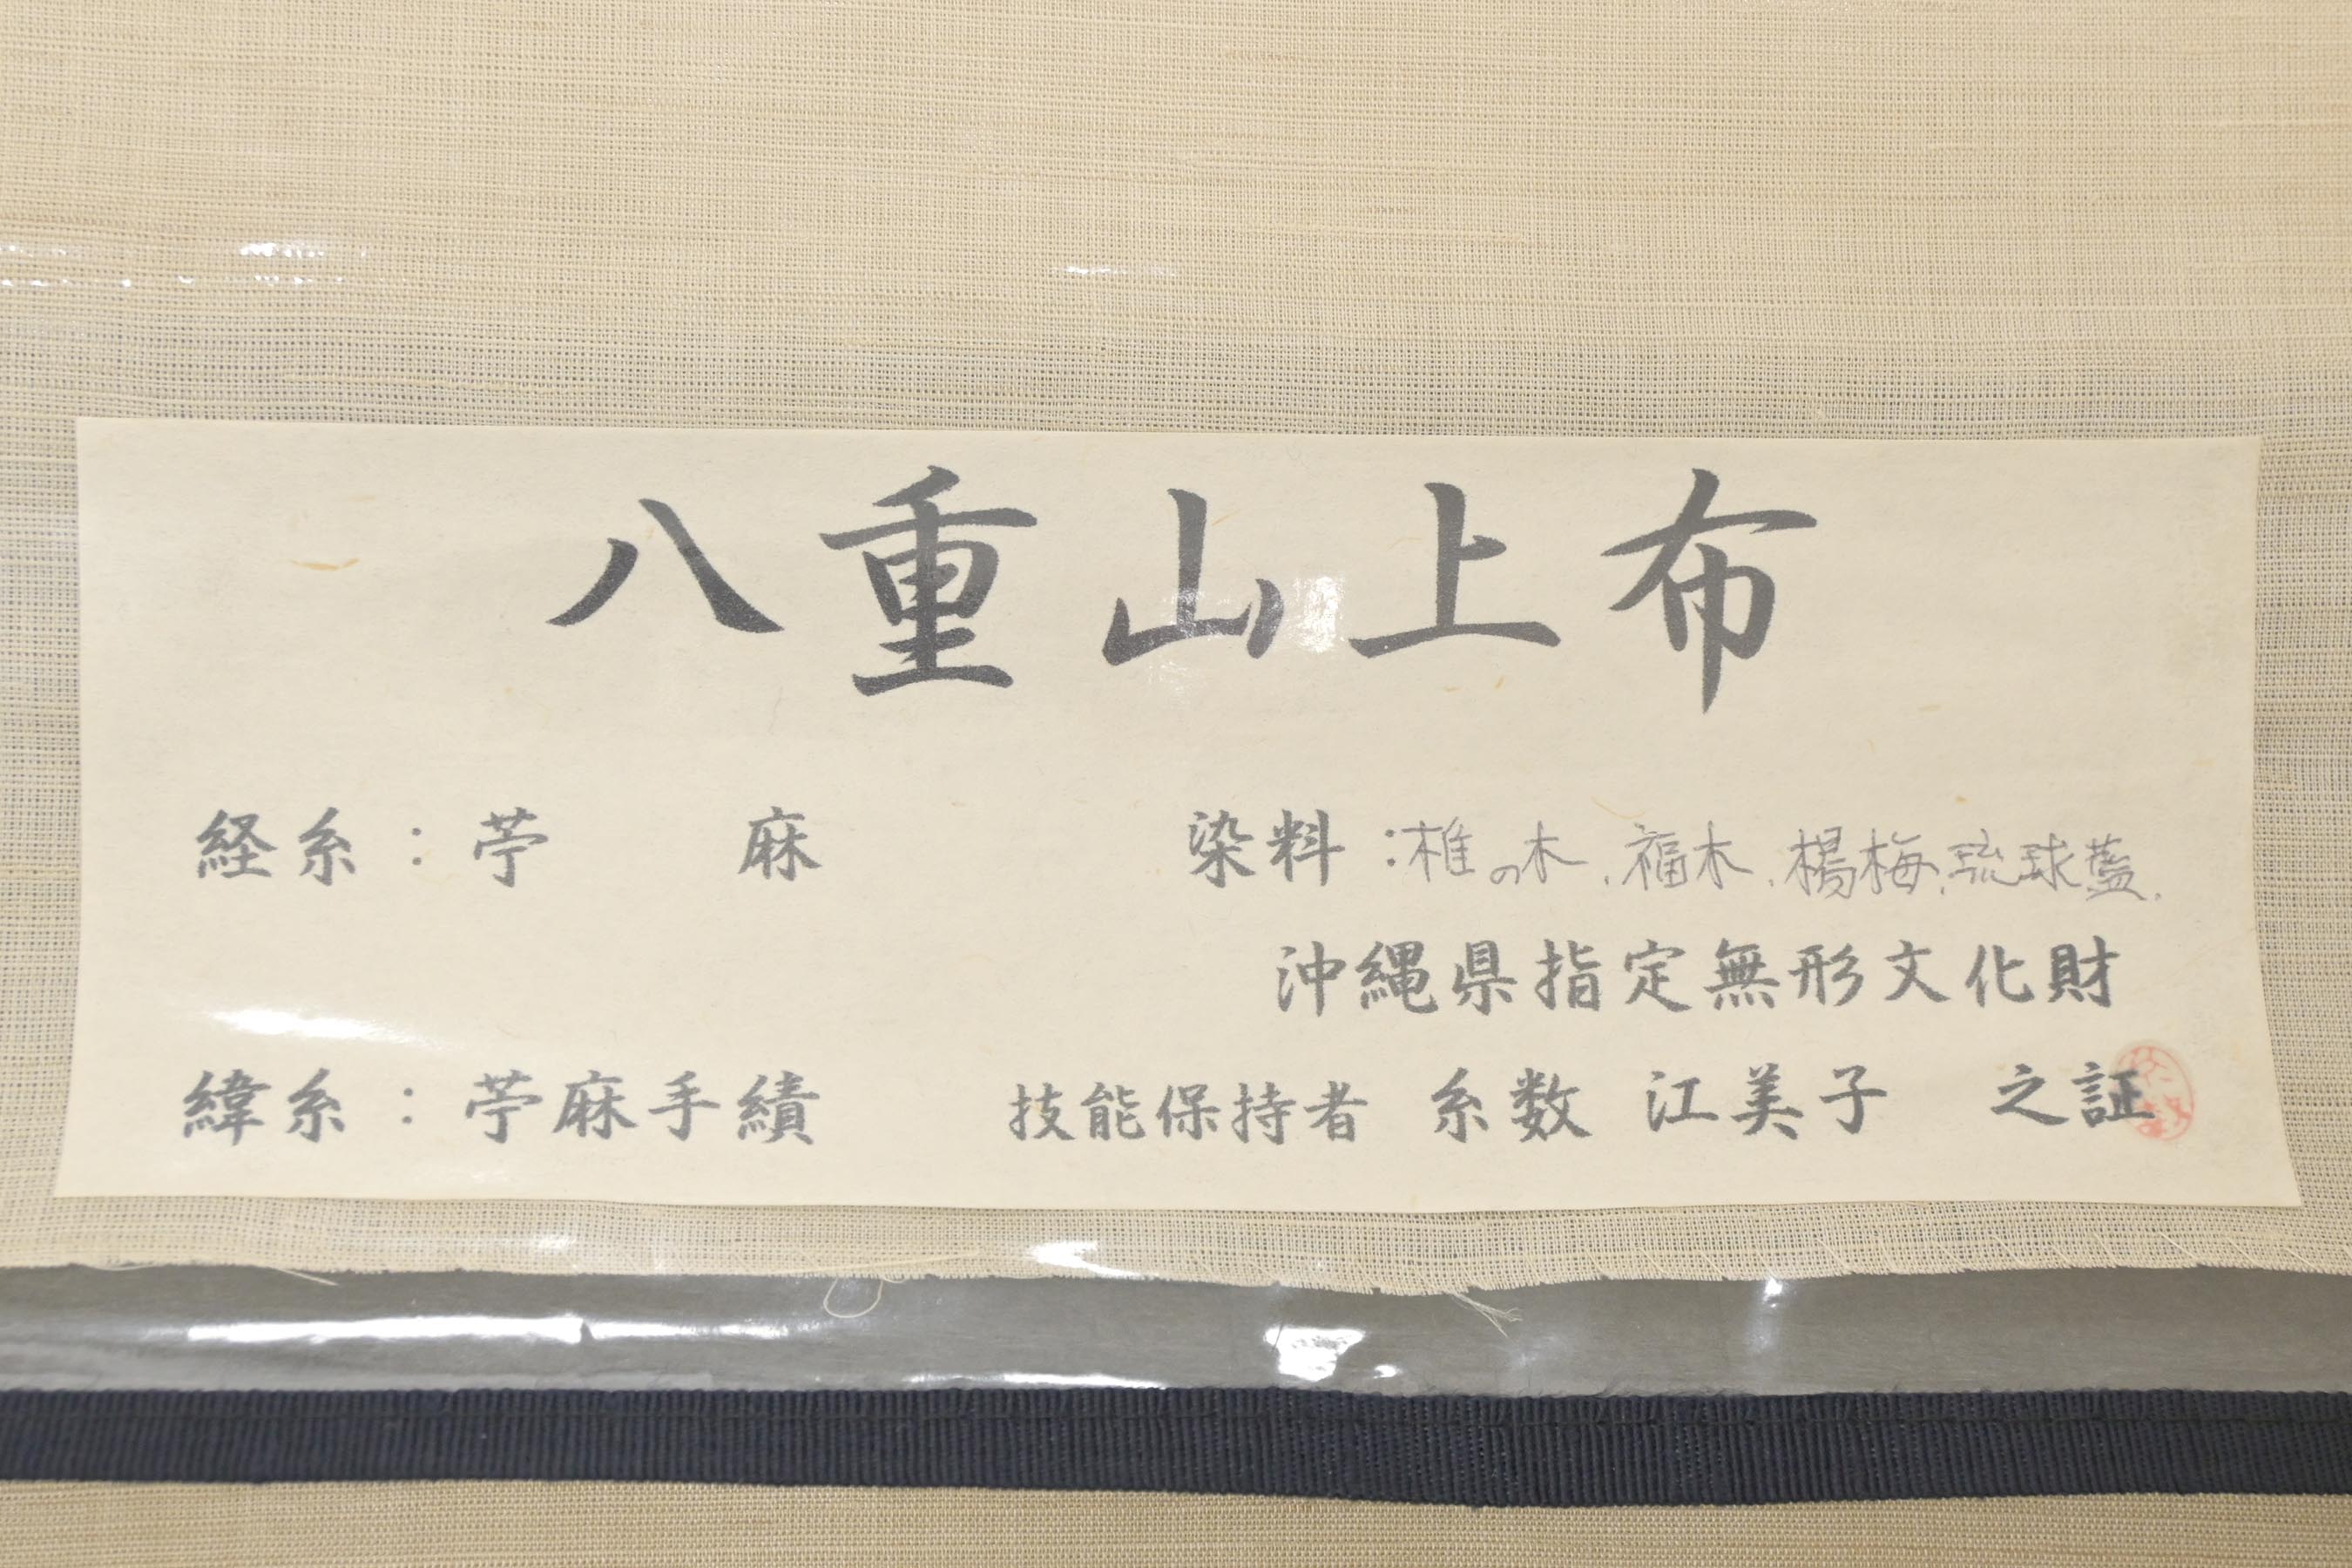 八重山上布
経糸：苧麻 染料：椎の木、福木、楊梅、琉球藍、
沖縄県指定無形文化財
緯糸：苧麻手績 技能保持者 糸数 江美子 之証